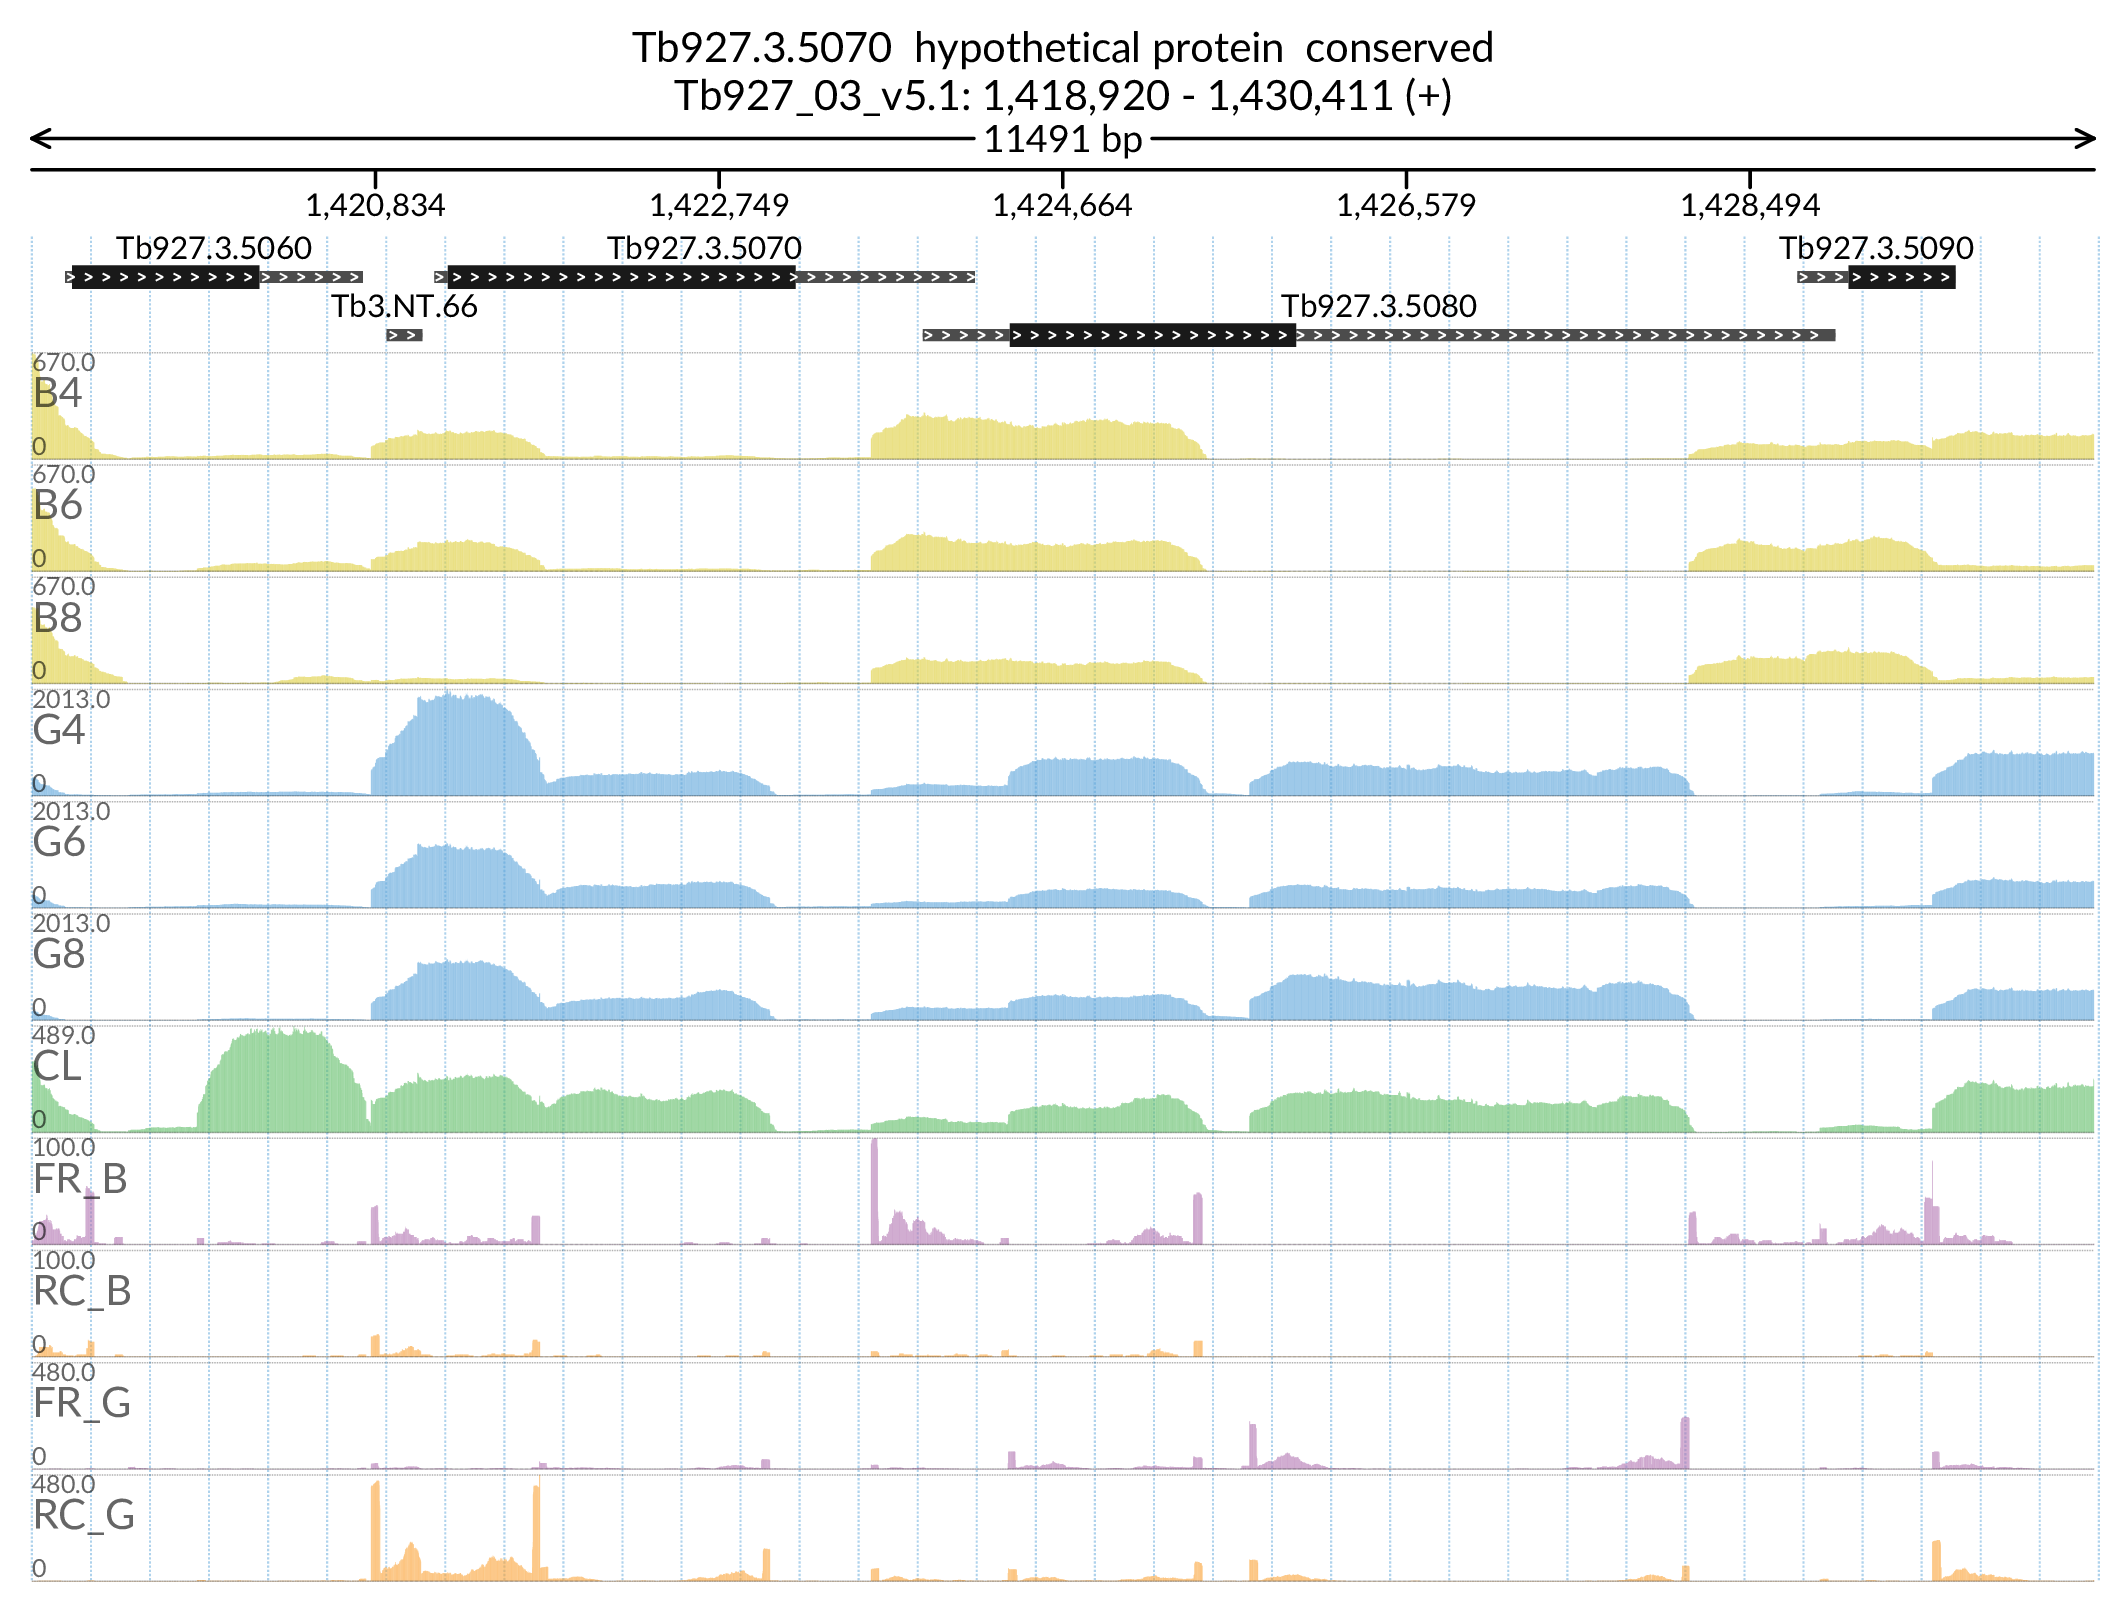 Tb927.3.5070 hypothetical protein conserved
Tb927_03_v5.1: 1,418,920 - 1,430,411 (+)
11491 bp
1,420,834 1,422,749 1,424,664 1,426,579 1,428,494
Tb927.3.5060 Tb927.3.5070 Tb927.3.5090
Tb3.NT.66 Tb927.3.5080
670.0
B4
0
670.0
B6
0
670.0
B8
0
2013.0
G4
0
2013.0
G6
0
2013.0
G8
0
489.0
CL
0
100.0
FR_B
0
100.0
RC_B
0
480.0
FR_G
0
480.0
RC_G
0